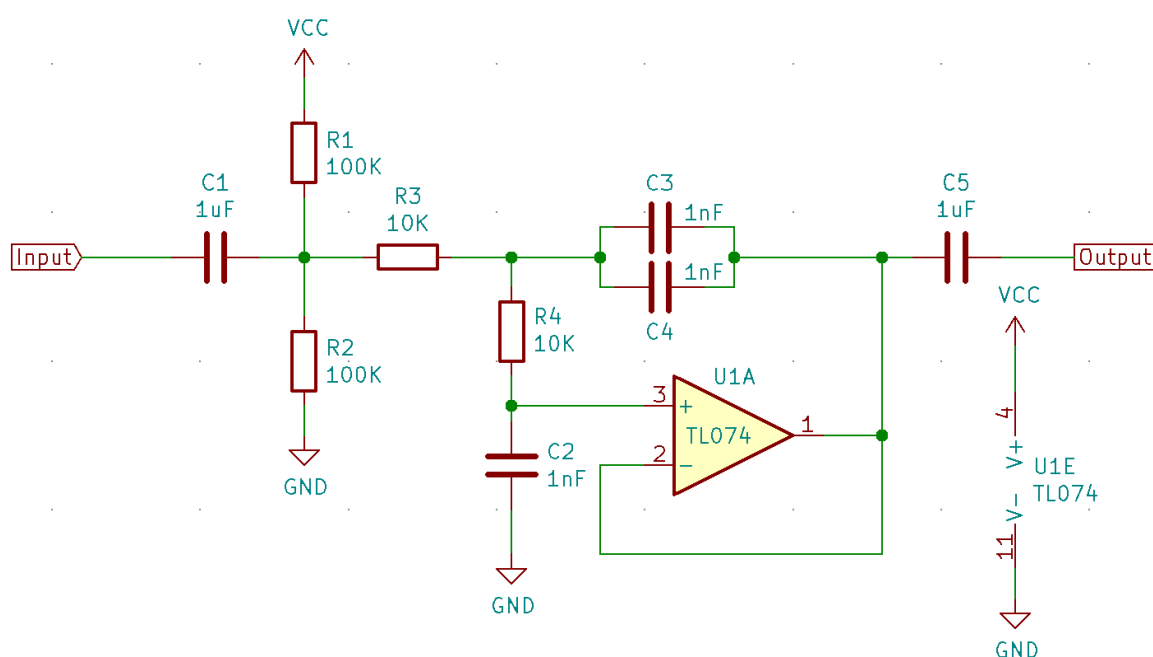 VCC
R1
100K
C1
1uF
R3
10K
C3
1nF
C5
1uF
Input
Output
1nF
C4
VCC
R4
10K
R2
100K
U1A
3
+
TL074
1
2
-
4
V+
C2
1nF
U1E
TL074
V-
11
GND
GND
GND